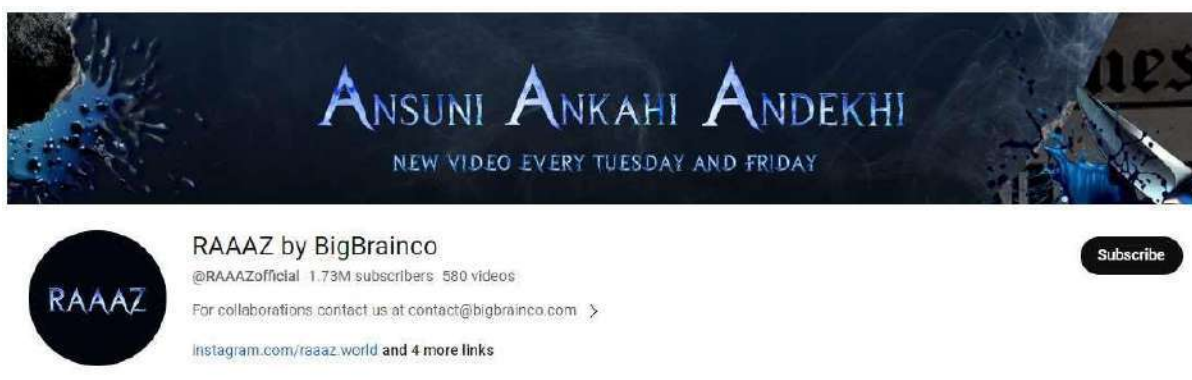 ANSUNI ANKAHI ANDEKHI
NEW VIDEO EVERY TUESDAY AND FRIDAY
RAAAZ
RAAAZ by BigBrainco
@RAAAZofficial 1.73M subscribers 580 videos
For collaborations contact us at contact@bigbrainco.com >
instagram.com/raaaz.world and 4 more links
Subscribe